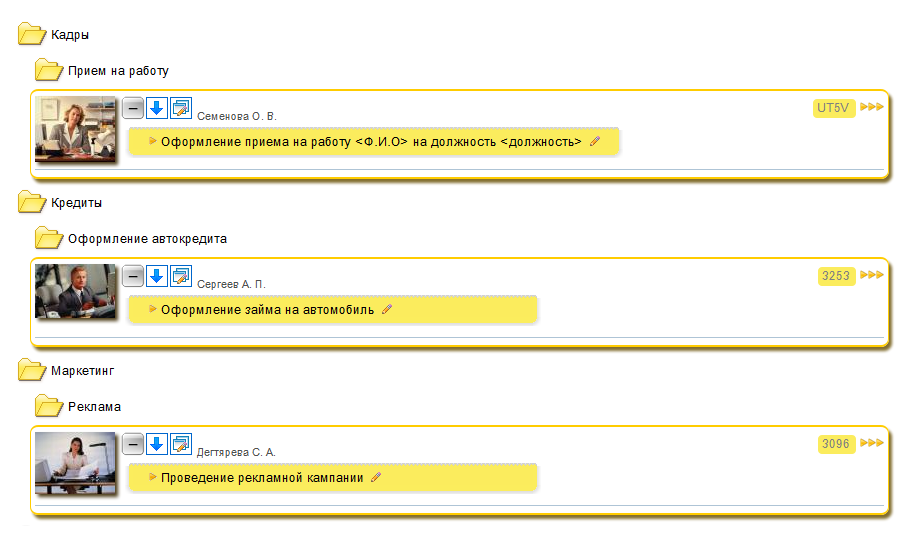 Кадры
Прием на работу
Семенова О. В. UT5V
Оформление приема на работу <Ф.И.О> на должность <должность>
Кредиты
Оформление автокредита
Сергеев А. П. 3253
Оформление займа на автомобиль
Маркетинг
Реклама
Дегтярева С. А. 3096
Проведение рекламной кампании